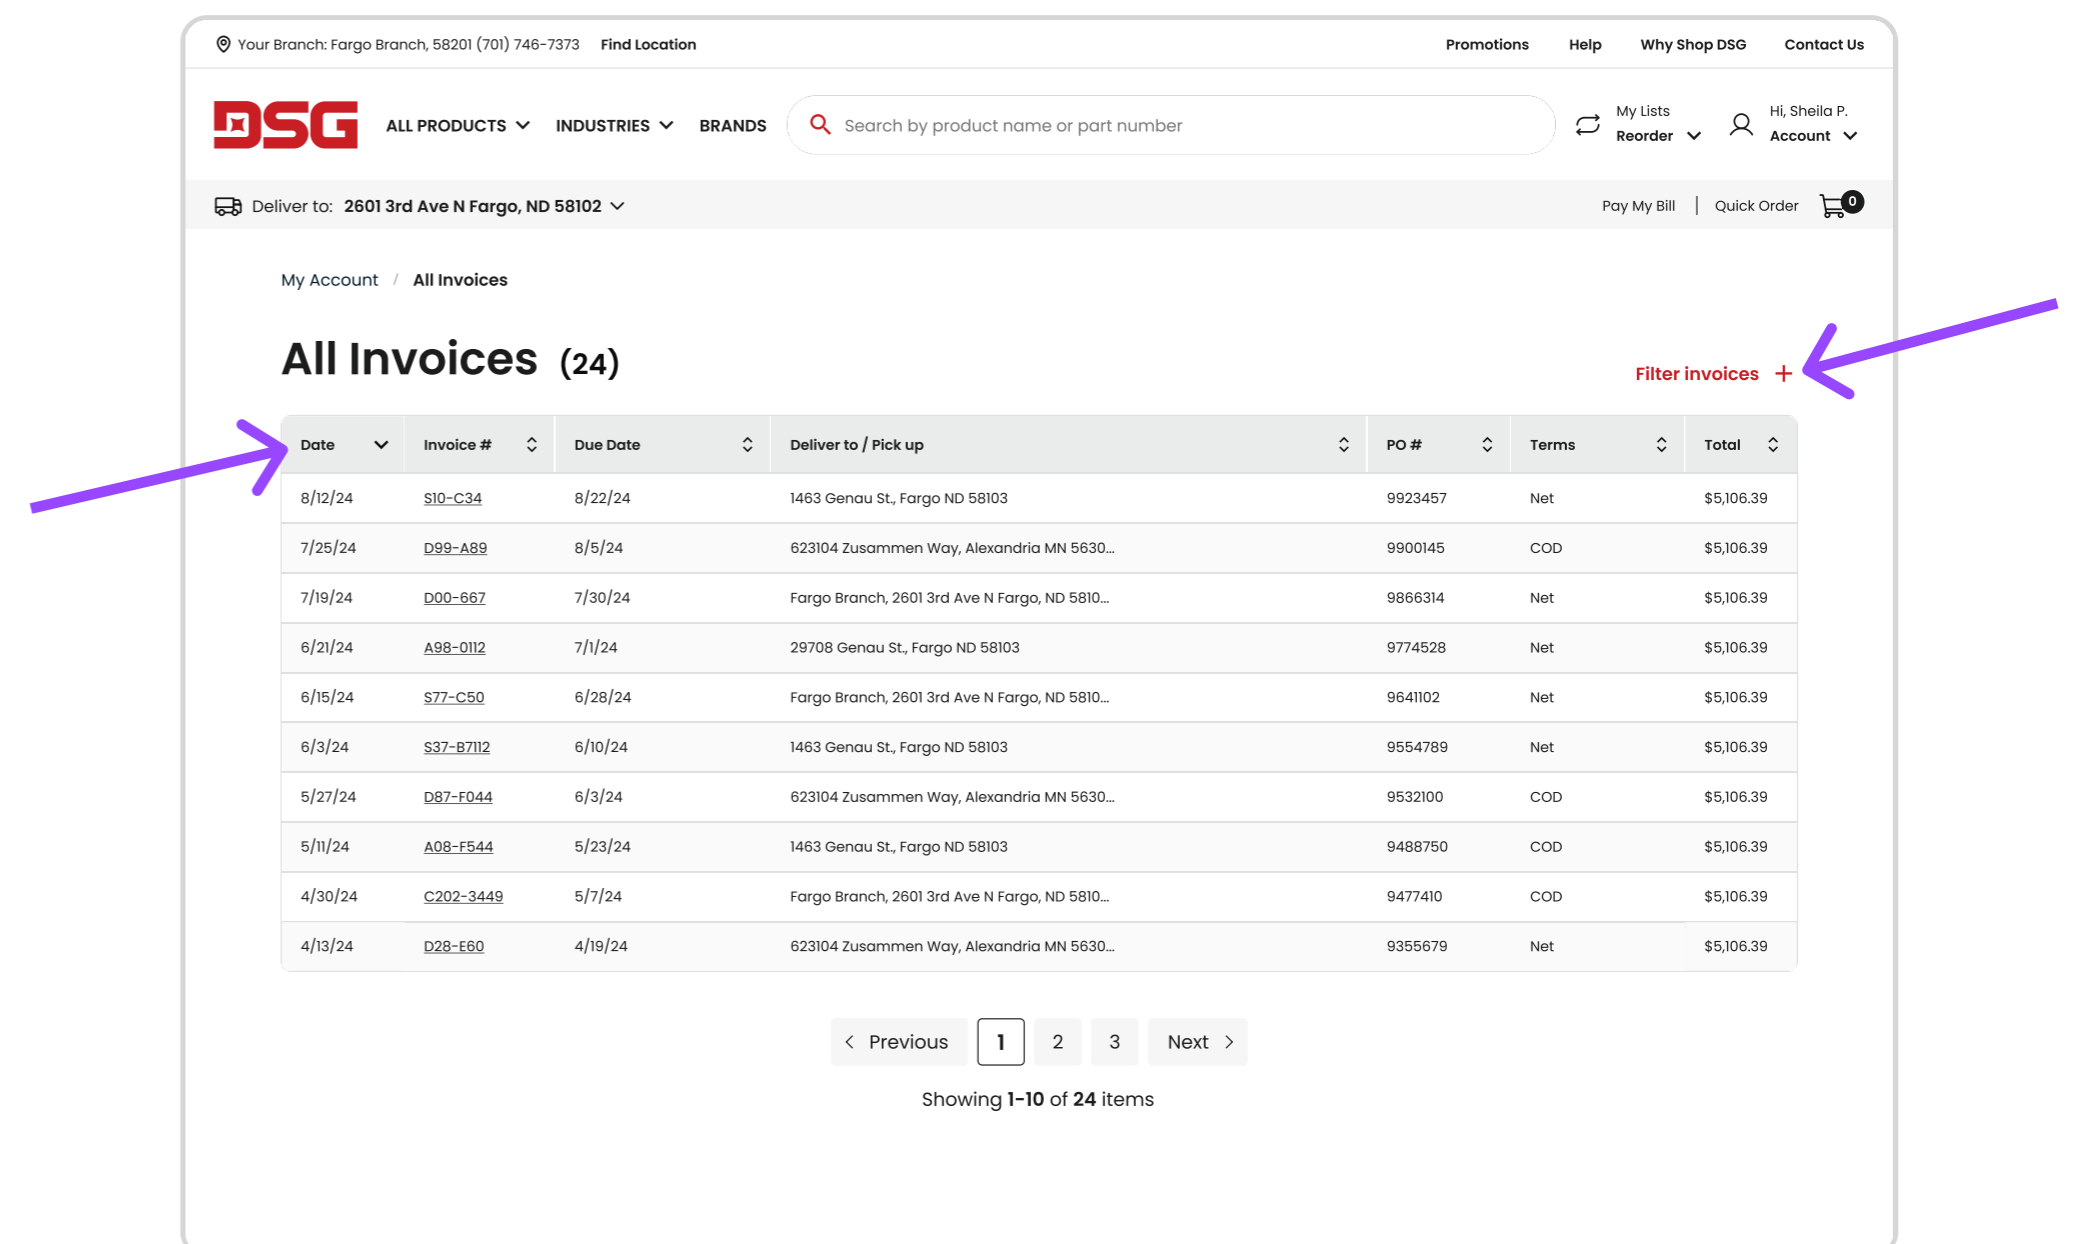 Your Branch: Fargo Branch, 58201 (701) 746-7373 Find Location Promotions Help Why Shop DSG Contact Us
DSG ALL PRODUCTS INDUSTRIES BRANDS Search by product name or part number
My Lists
Reorder
Hi, Sheila P.
Account
Deliver to: 2601 3rd Ave N Fargo, ND 58102 Pay My Bill | Quick Order 0
My Account / All Invoices
All Invoices (24)
Filter invoices +
Date Invoice # Due Date Deliver to / Pick up PO # Terms Total
8/12/24 S10-C34 8/22/24 1463 Genau St., Fargo ND 58103 9923457 Net $5,106.39
7/25/24 D99-A89 8/5/24 623104 Zusammen Way, Alexandria MN 5630... 9900145 COD $5,106.39
7/19/24 D00-667 7/30/24 Fargo Branch, 2601 3rd Ave N Fargo, ND 5810... 9866314 Net $5,106.39
6/21/24 A98-0112 7/1/24 29708 Genau St., Fargo ND 58103 9774528 Net $5,106.39
6/15/24 S77-C50 6/28/24 Fargo Branch, 2601 3rd Ave N Fargo, ND 5810... 9641102 Net $5,106.39
6/3/24 S37-B7112 6/10/24 1463 Genau St., Fargo ND 58103 9554789 Net $5,106.39
5/27/24 D87-F044 6/3/24 623104 Zusammen Way, Alexandria MN 5630... 9532100 COD $5,106.39
5/11/24 A08-F544 5/23/24 1463 Genau St., Fargo ND 58103 9488750 COD $5,106.39
4/30/24 C202-3449 5/7/24 Fargo Branch, 2601 3rd Ave N Fargo, ND 5810... 9477410 COD $5,106.39
4/13/24 D28-E60 4/19/24 623104 Zusammen Way, Alexandria MN 5630... 9355679 Net $5,106.39
Previous 1 2 3 Next
Showing 1-10 of 24 items